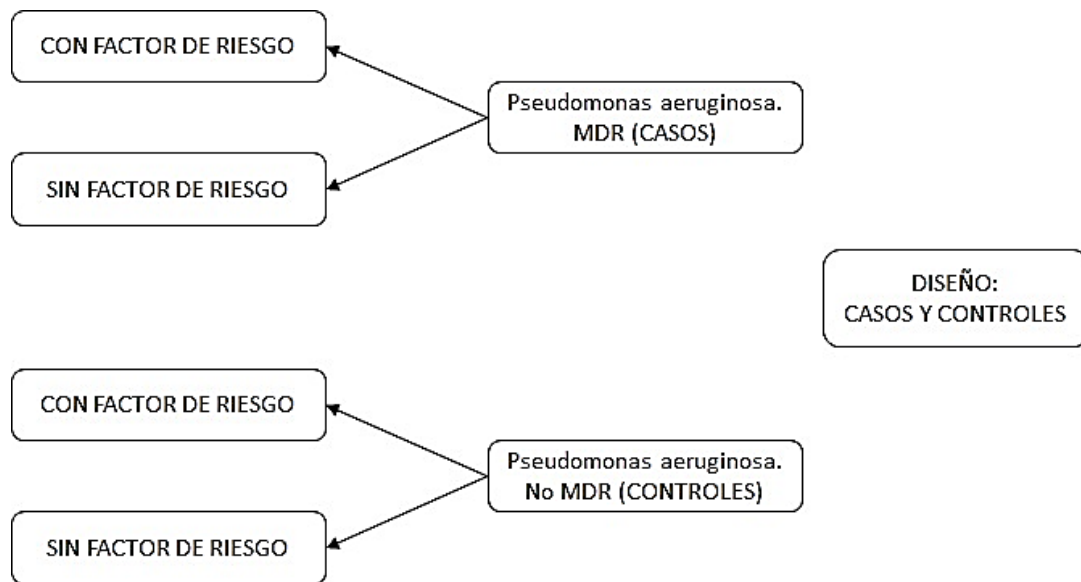 CON FACTOR DE RIESGO
Pseudomonas aeruginosa.
MDR (CASOS)
SIN FACTOR DE RIESGO
DISEÑO:
CASOS Y CONTROLES
CON FACTOR DE RIESGO
Pseudomonas aeruginosa.
No MDR (CONTROLES)
SIN FACTOR DE RIESGO